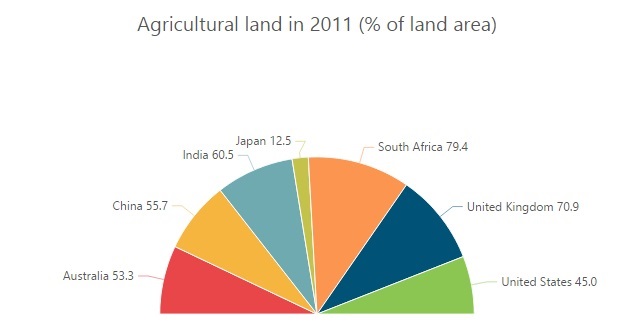 Agricultural land in 2011 (% of land area)
Japan 12.5
South Africa 79.4
India 60.5
China 55.7
United Kingdom 70.9
Australia 53.3
United States 45.0